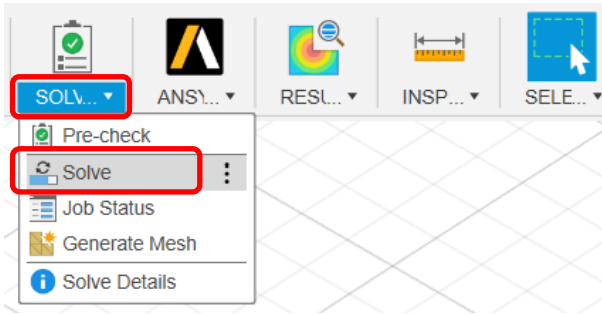 SOLV... ▾ ANSY... ▾ RESU... ▾ INSP... ▾ SELE... ▾
Pre-check
Solve
Job Status
Generate Mesh
Solve Details